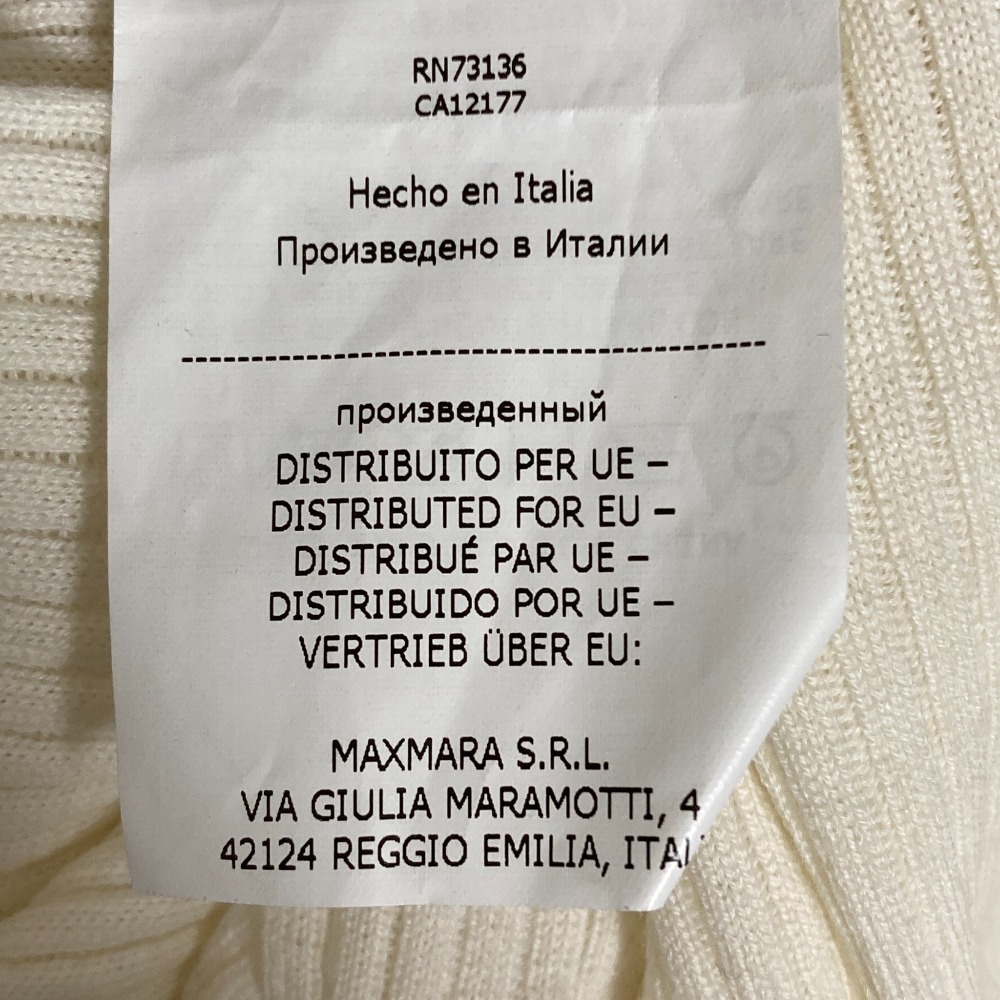 RN73136
CA12177
Hecho en Italia
Произведено в Италии
--------------------------------------------
произведенный
DISTRIBUITO PER UE –
DISTRIBUTED FOR EU –
DISTRIBUÉ PAR UE –
DISTRIBUIDO POR UE –
VERTRIEB ÜBER EU:
MAXMARA S.R.L.
VIA GIULIA MARAMOTTI, 4
42124 REGGIO EMILIA,